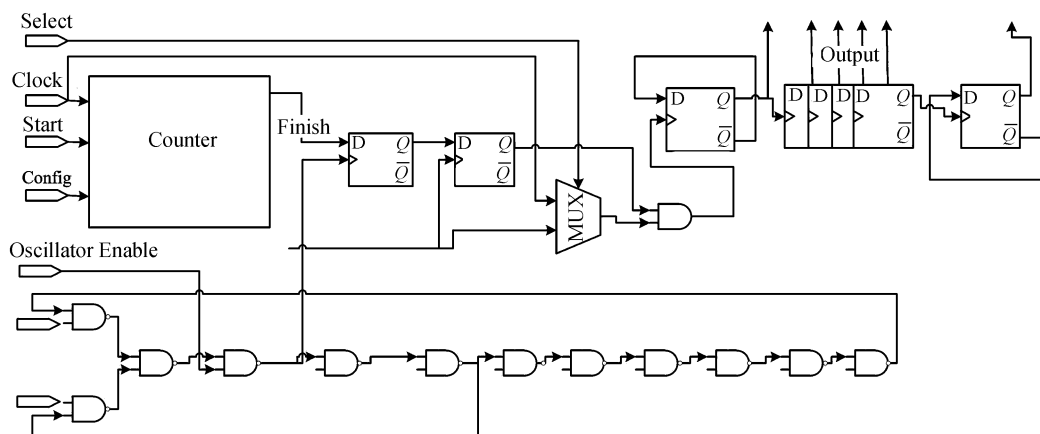 Select
Clock
Start
Config
Counter
Finish
D Q
Q̅
D Q
Q̅
MUX
D Q
Q̅
Output
D D D D Q
Q̅
D Q
Q̅
Oscillator Enable